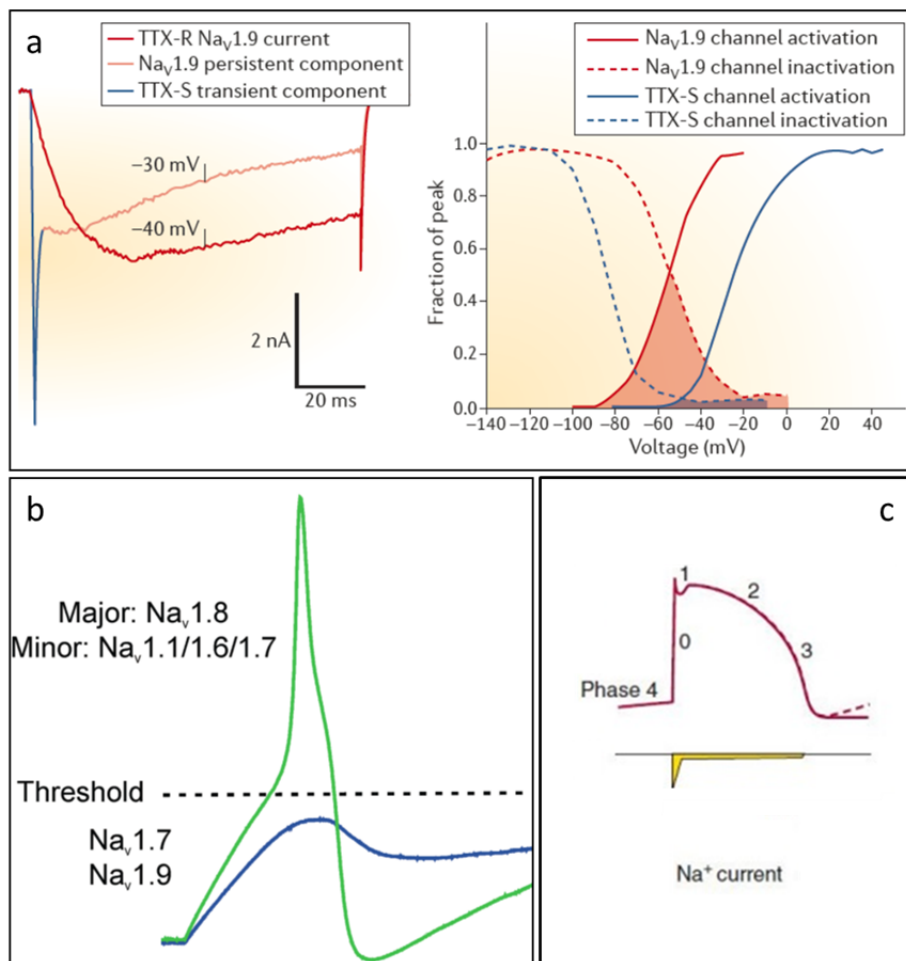 a
TTX-R Nav1.9 current
Nav1.9 persistent component
TTX-S transient component
−30 mV
−40 mV
2 nA
20 ms
Nav1.9 channel activation
Nav1.9 channel inactivation
TTX-S channel activation
TTX-S channel inactivation
Fraction of peak
1.0
0.8
0.6
0.4
0.2
0.0
−140 −120 −100 −80 −60 −40 −20 0 20 40
Voltage (mV)
b
Major: Nav1.8
Minor: Nav1.1/1.6/1.7
Threshold
Nav1.7
Nav1.9
c
1
2
0
3
Phase 4
Na+ current